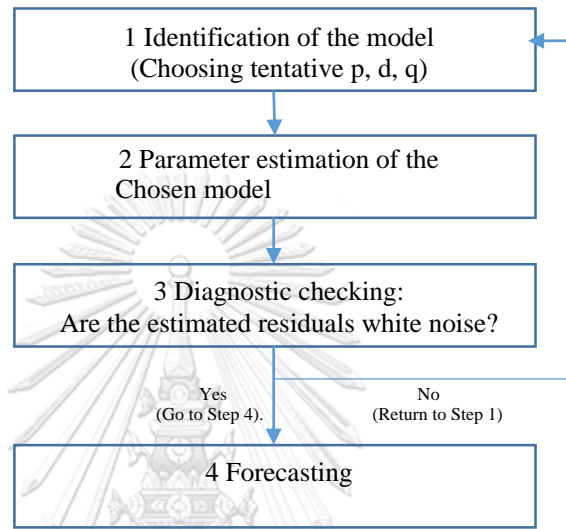 1 Identification of the model
(Choosing tentative p, d, q)
2 Parameter estimation of the
Chosen model
3 Diagnostic checking:
Are the estimated residuals white noise?
Yes
(Go to Step 4).
No
(Return to Step 1)
4 Forecasting